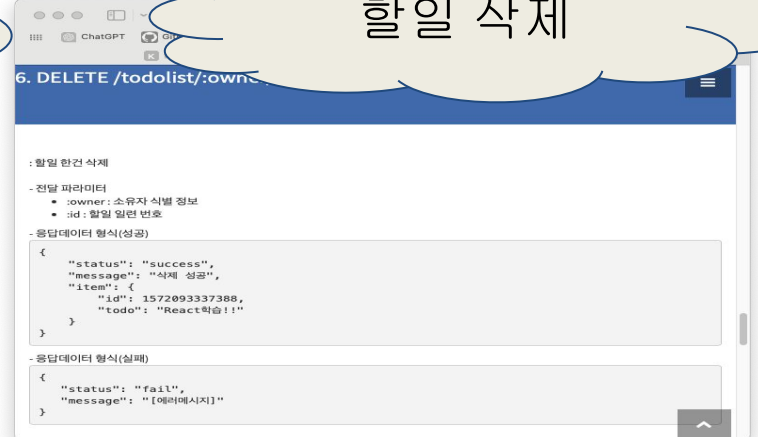 할일 삭제
ChatGPT
6. DELETE /todolist/:owner
: 할일 한건 삭제
- 전달 파라미터
• :owner : 소유자 식별 정보
• :id : 할일 일련 번호
- 응답데이터 형식(성공)
{
"status": "success",
"message": "삭제 성공",
"item": {
"id": 1572093337388,
"todo": "React학습!!"
}
}
- 응답데이터 형식(실패)
{
"status": "fail",
"message": "[에러메시지]"
}